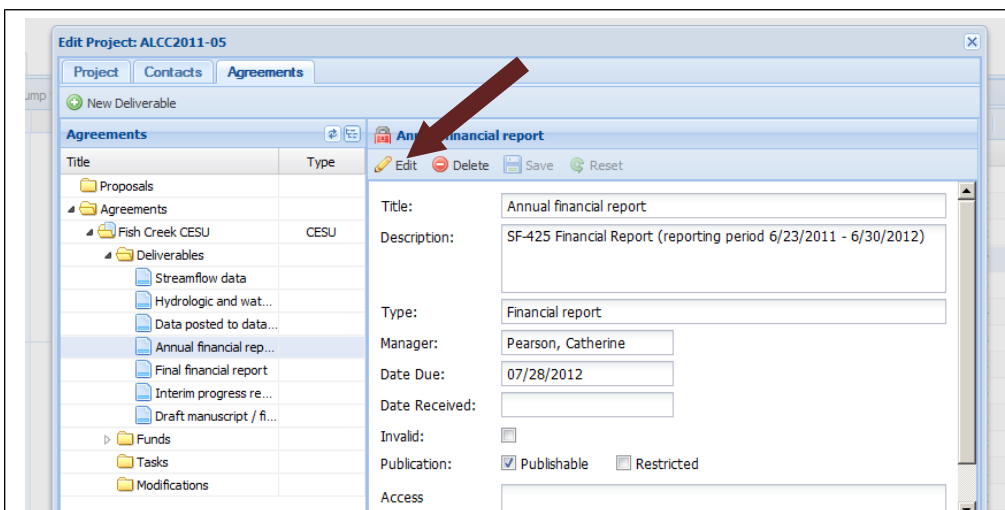 Edit Project: ALCC2011-05
Project Contacts Agreements
ump
New Deliverable
Agreements
Title Type
Proposals
Agreements
Fish Creek CESU CESU
Deliverables
Streamflow data
Hydrologic and wat...
Data posted to data...
Annual financial rep...
Final financial report
Interim progress re...
Draft manuscript / fi...
Funds
Tasks
Modifications
financial report
Edit Delete Save Reset
Title: Annual financial report
Description: SF-425 Financial Report (reporting period 6/23/2011 - 6/30/2012)
Type: Financial report
Manager: Pearson, Catherine
Date Due: 07/28/2012
Date Received:
Invalid:
Publication: Publishable Restricted
Access